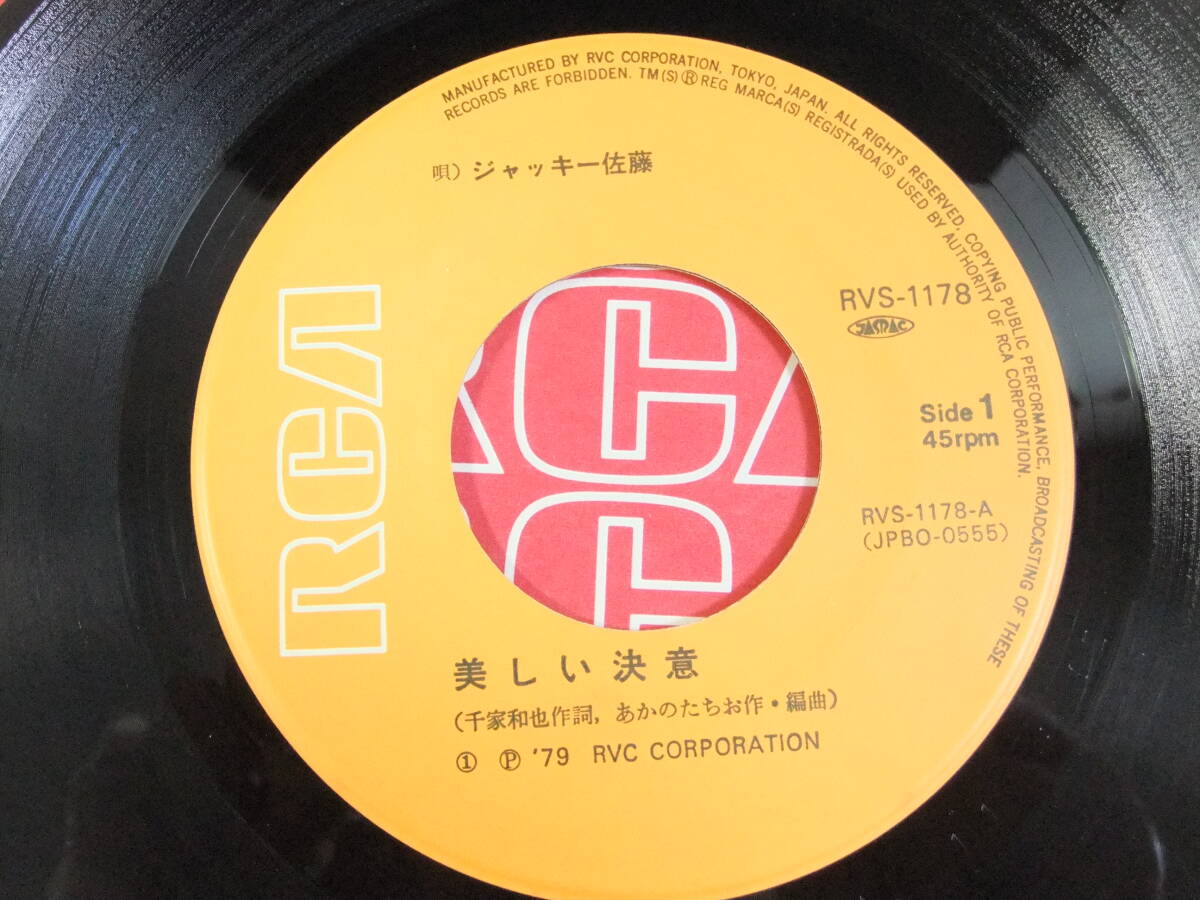 MANUFACTURED BY RVC CORPORATION, TOKYO, JAPAN. ALL RIGHTS RESERVED, COPYING PUBLIC PERFORMANCE, BROADCASTING OF THESE
RECORDS ARE FORBIDDEN. TM(S)®REG MARCA(S) REGISTRADA(S) USED BY AUTHORITY OF RCA CORPORATION.
唄) ジャッキー佐藤
RCA
RVS-1178
JASRAC
Side 1
45rpm
RVS-1178-A
(JPBO-0555)
美しい決意
(千家和也作詞, あかのたちお作・編曲)
① Ⓟ '79 RVC CORPORATION